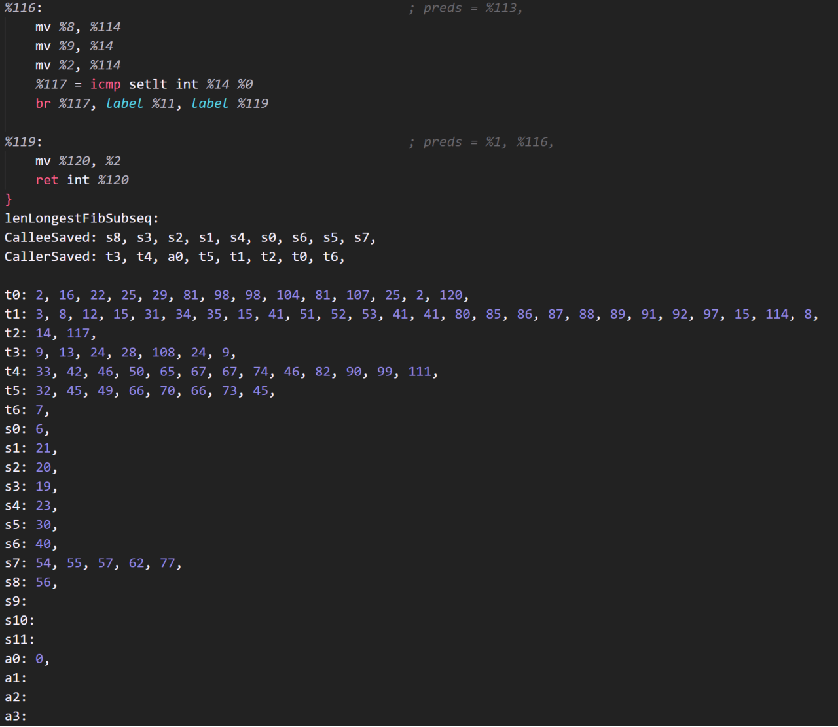 %116:                                               ; preds = %113,
    mv %8, %114
    mv %9, %14
    mv %2, %114
    %117 = icmp setlt int %14 %0
    br %117, label %11, label %119
%119:                                               ; preds = %1, %116,
    mv %120, %2
    ret int %120
}
lenLongestFibSubseq:
CalleeSaved: s8, s3, s2, s1, s4, s0, s6, s5, s7,
CallerSaved: t3, t4, a0, t5, t1, t2, t0, t6,
t0: 2, 16, 22, 25, 29, 81, 98, 98, 104, 81, 107, 25, 2, 120,
t1: 3, 8, 12, 15, 31, 34, 35, 15, 41, 51, 52, 53, 41, 41, 80, 85, 86, 87, 88, 89, 91, 92, 97, 15, 114, 8,
t2: 14, 117,
t3: 9, 13, 24, 28, 108, 24, 9,
t4: 33, 42, 46, 50, 65, 67, 67, 74, 46, 82, 90, 99, 111,
t5: 32, 45, 49, 66, 70, 66, 73, 45,
t6: 7,
s0: 6,
s1: 21,
s2: 20,
s3: 19,
s4: 23,
s5: 30,
s6: 40,
s7: 54, 55, 57, 62, 77,
s8: 56,
s9:
s10:
s11:
a0: 0,
a1:
a2:
a3: